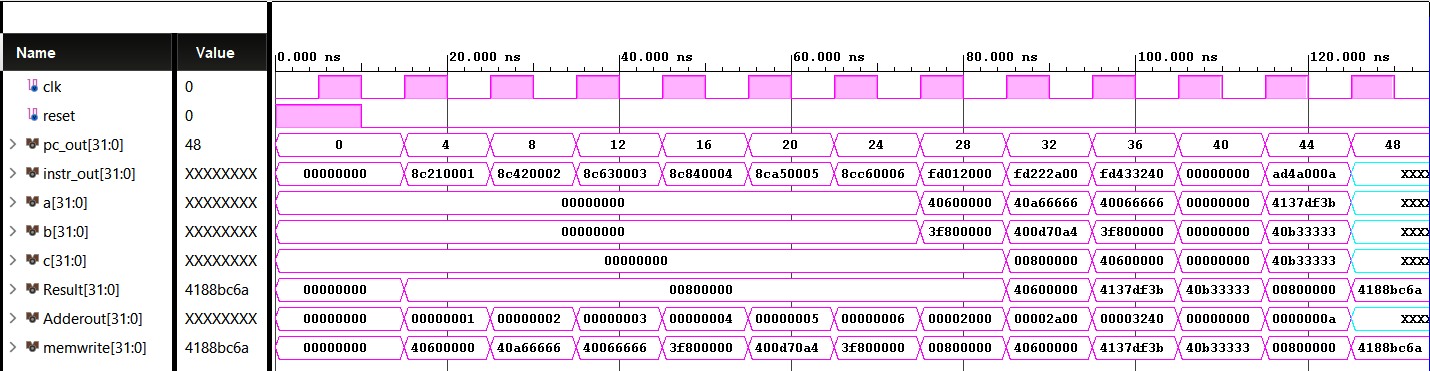 0.000 ns 20.000 ns 40.000 ns 60.000 ns 80.000 ns 100.000 ns 120.000 ns
Name Value
clk 0
reset 0
pc_out[31:0] 48 0 4 8 12 16 20 24 28 32 36 40 44 48
instr_out[31:0] XXXXXXXX 00000000 8c210001 8c420002 8c630003 8c840004 8ca50005 8cc60006 fd012000 fd222a00 fd433240 00000000 ad4a000a XXXX
a[31:0] XXXXXXXX 00000000 40600000 40a66666 40066666 00000000 4137df3b XXXX
b[31:0] XXXXXXXX 00000000 3f800000 400d70a4 3f800000 00000000 40b33333 XXXX
c[31:0] XXXXXXXX 00000000 00800000 40600000 00000000 40b33333 XXXX
Result[31:0] 4188bc6a 00000000 00800000 40600000 4137df3b 40b33333 00800000 4188bc6a
Adderout[31:0] XXXXXXXX 00000000 00000001 00000002 00000003 00000004 00000005 00000006 00002000 00002a00 00003240 00000000 0000000a XXXX
memwrite[31:0] 4188bc6a 00000000 40600000 40a66666 40066666 3f800000 400d70a4 3f800000 00800000 40600000 4137df3b 40b33333 00800000 4188bc6a